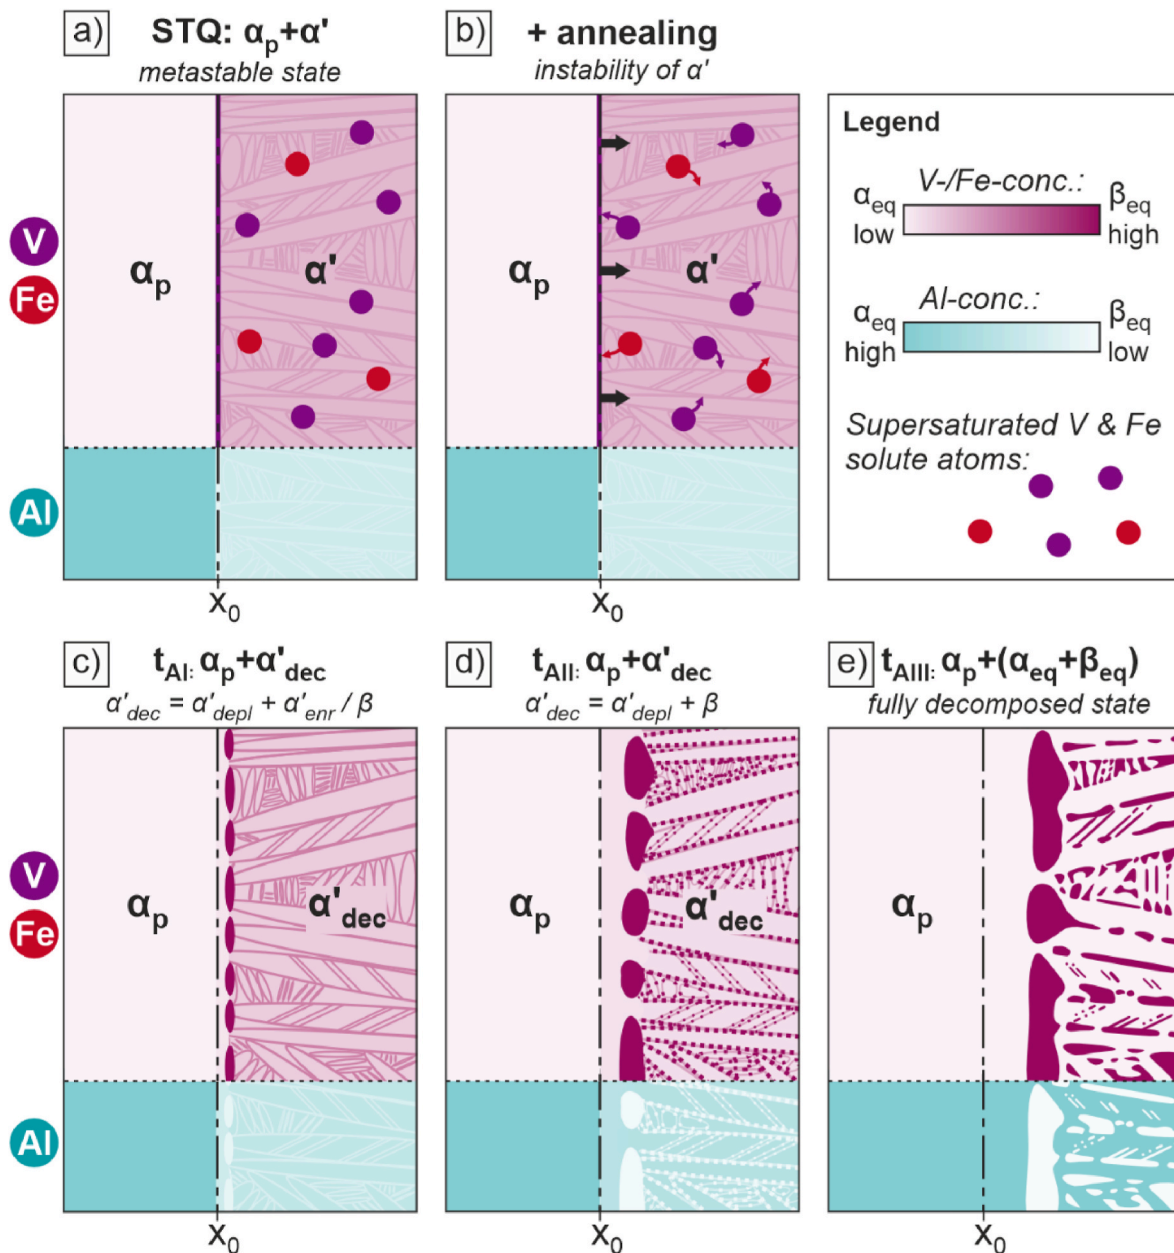 a) STQ: αp+α'
metastable state
b) + annealing
instability of α'
V
Fe
Al
αp
α'
αp
α'
x₀
x₀
Legend
V-/Fe-conc.:
αeq
low
βeq
high
Al-conc.:
αeq
high
βeq
low
Supersaturated V & Fe
solute atoms:
c) tAI: αp+α'dec
α'dec = α'depl + α'enr / β
d) tAII: αp+α'dec
α'dec = α'depl + β
e) tAIII: αp+(αeq+βeq)
fully decomposed state
V
Fe
Al
αp
α'dec
αp
α'dec
αp
x₀
x₀
x₀